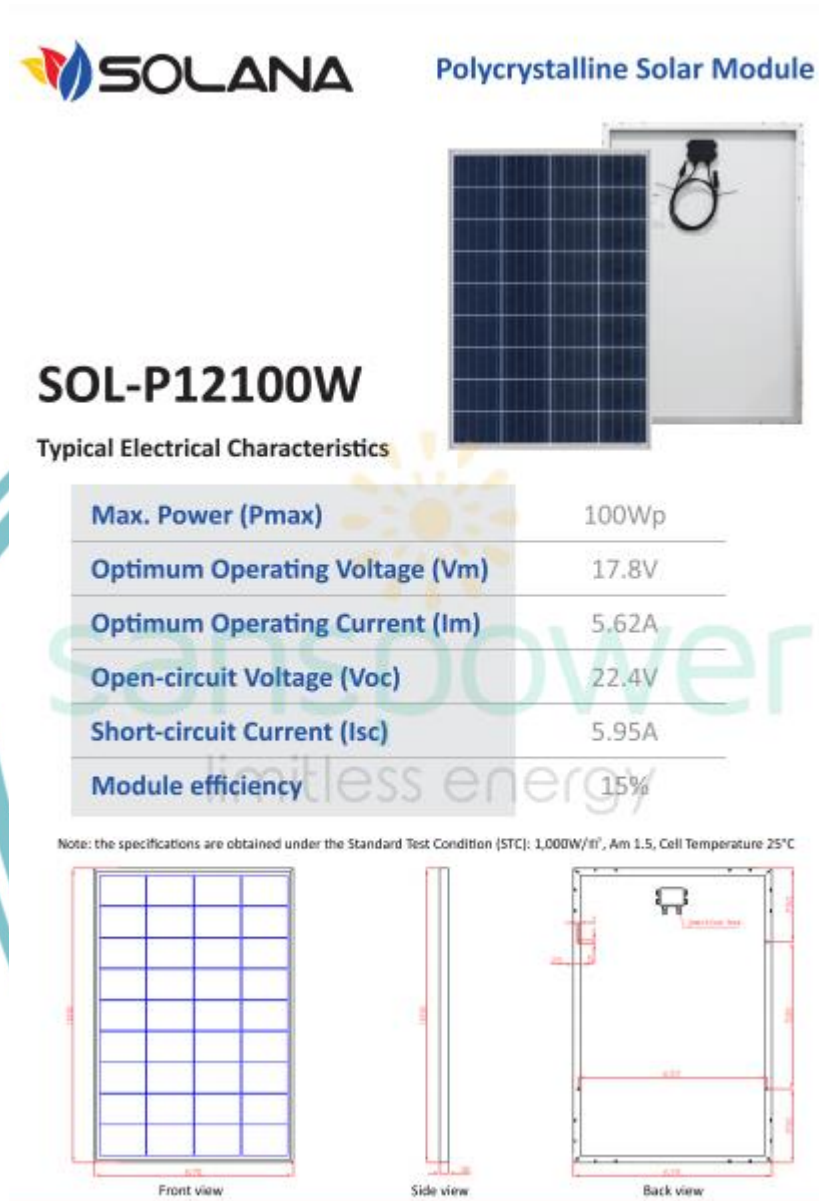 SOLANA
Polycrystalline Solar Module
SOL-P12100W
Typical Electrical Characteristics
Max. Power (Pmax) 100Wp
Optimum Operating Voltage (Vm) 17.8V
Optimum Operating Current (Im) 5.62A
Open-circuit Voltage (Voc) 22.4V
Short-circuit Current (Isc) 5.95A
Module efficiency 15%
sanspower
limitless energy
Note: the specifications are obtained under the Standard Test Condition (STC): 1,000W/m², Am 1.5, Cell Temperature 25°C
junction box
670
Front view
Side view
Back view